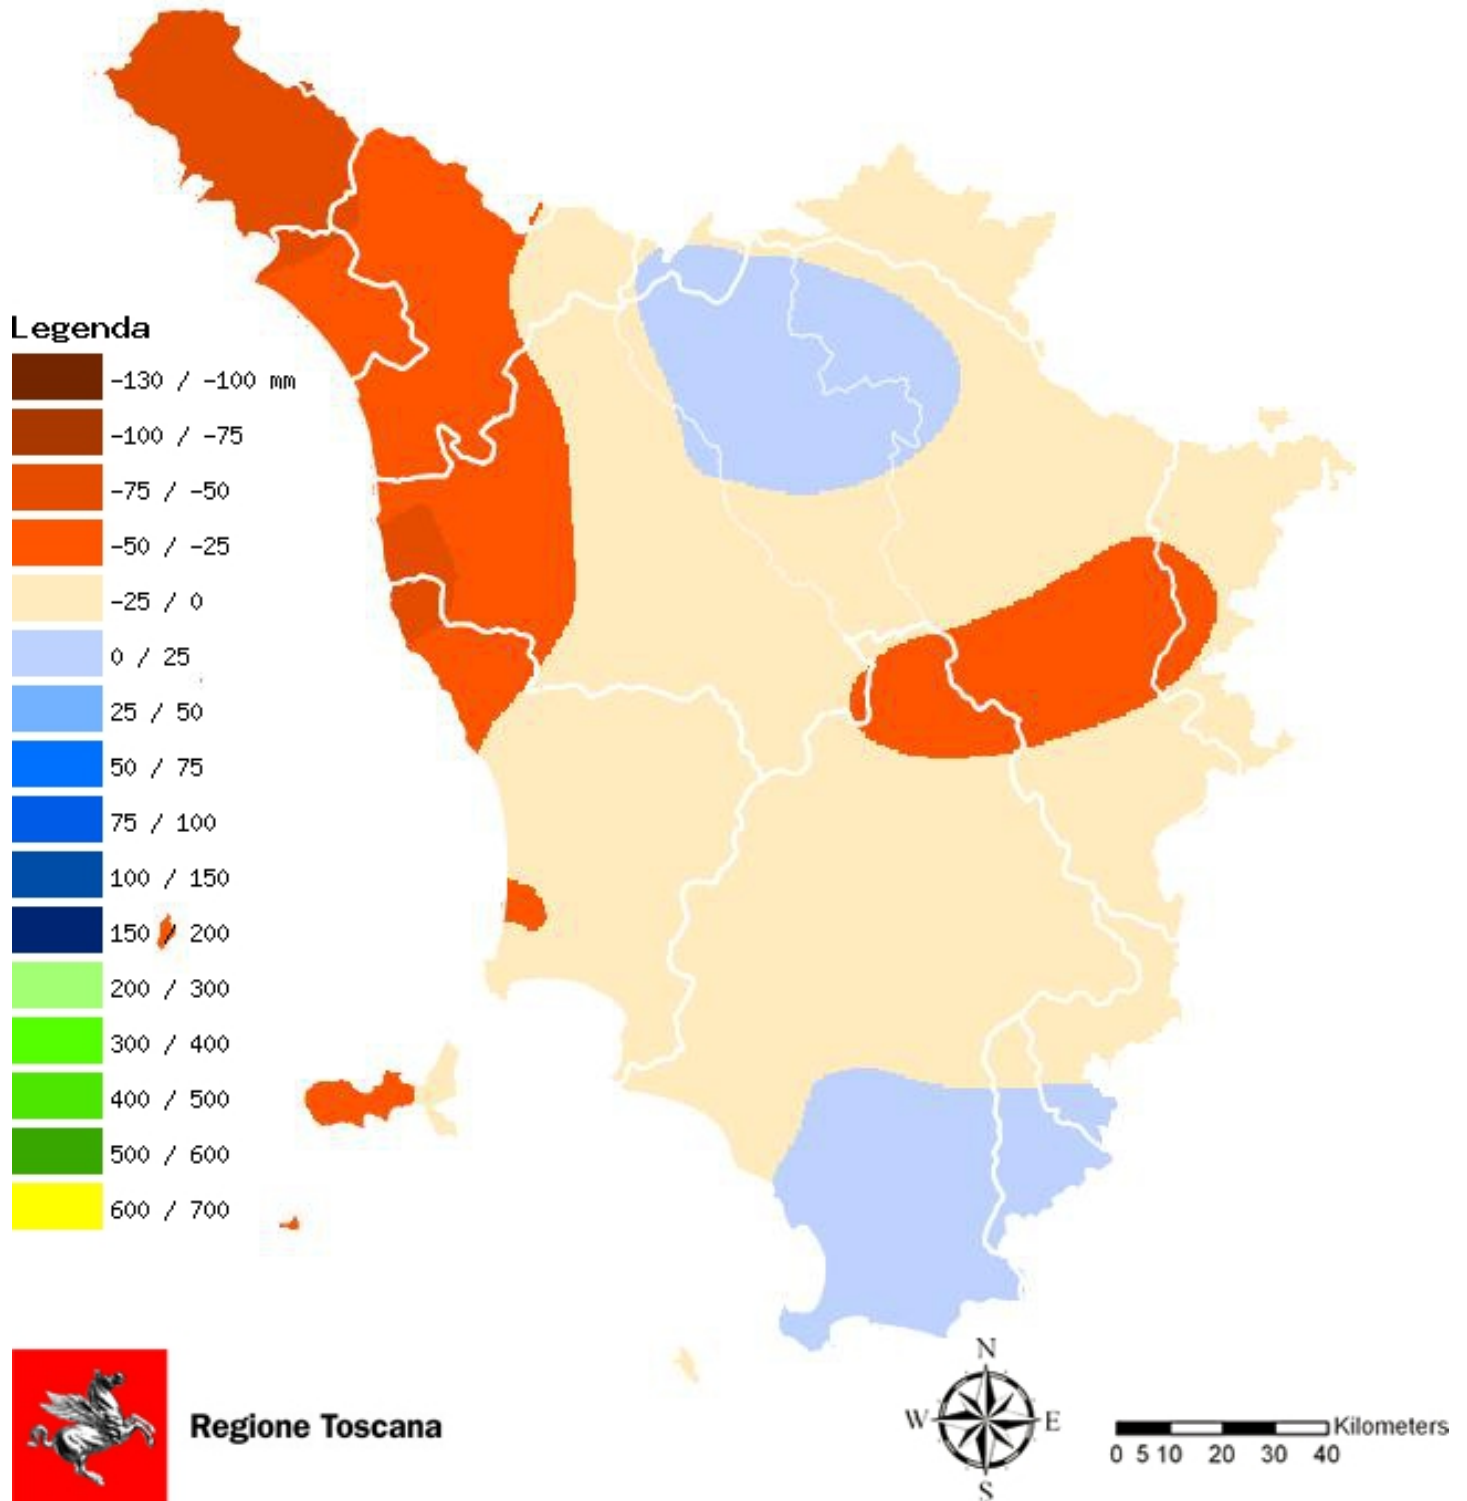 Legenda
-130 / -100 mm
-100 / -75
-75 / -50
-50 / -25
-25 / 0
0 / 25
25 / 50
50 / 75
75 / 100
100 / 150
150 / 200
200 / 300
300 / 400
400 / 500
500 / 600
600 / 700
Regione Toscana
N
W E
S
Kilometers
0 5 10 20 30 40